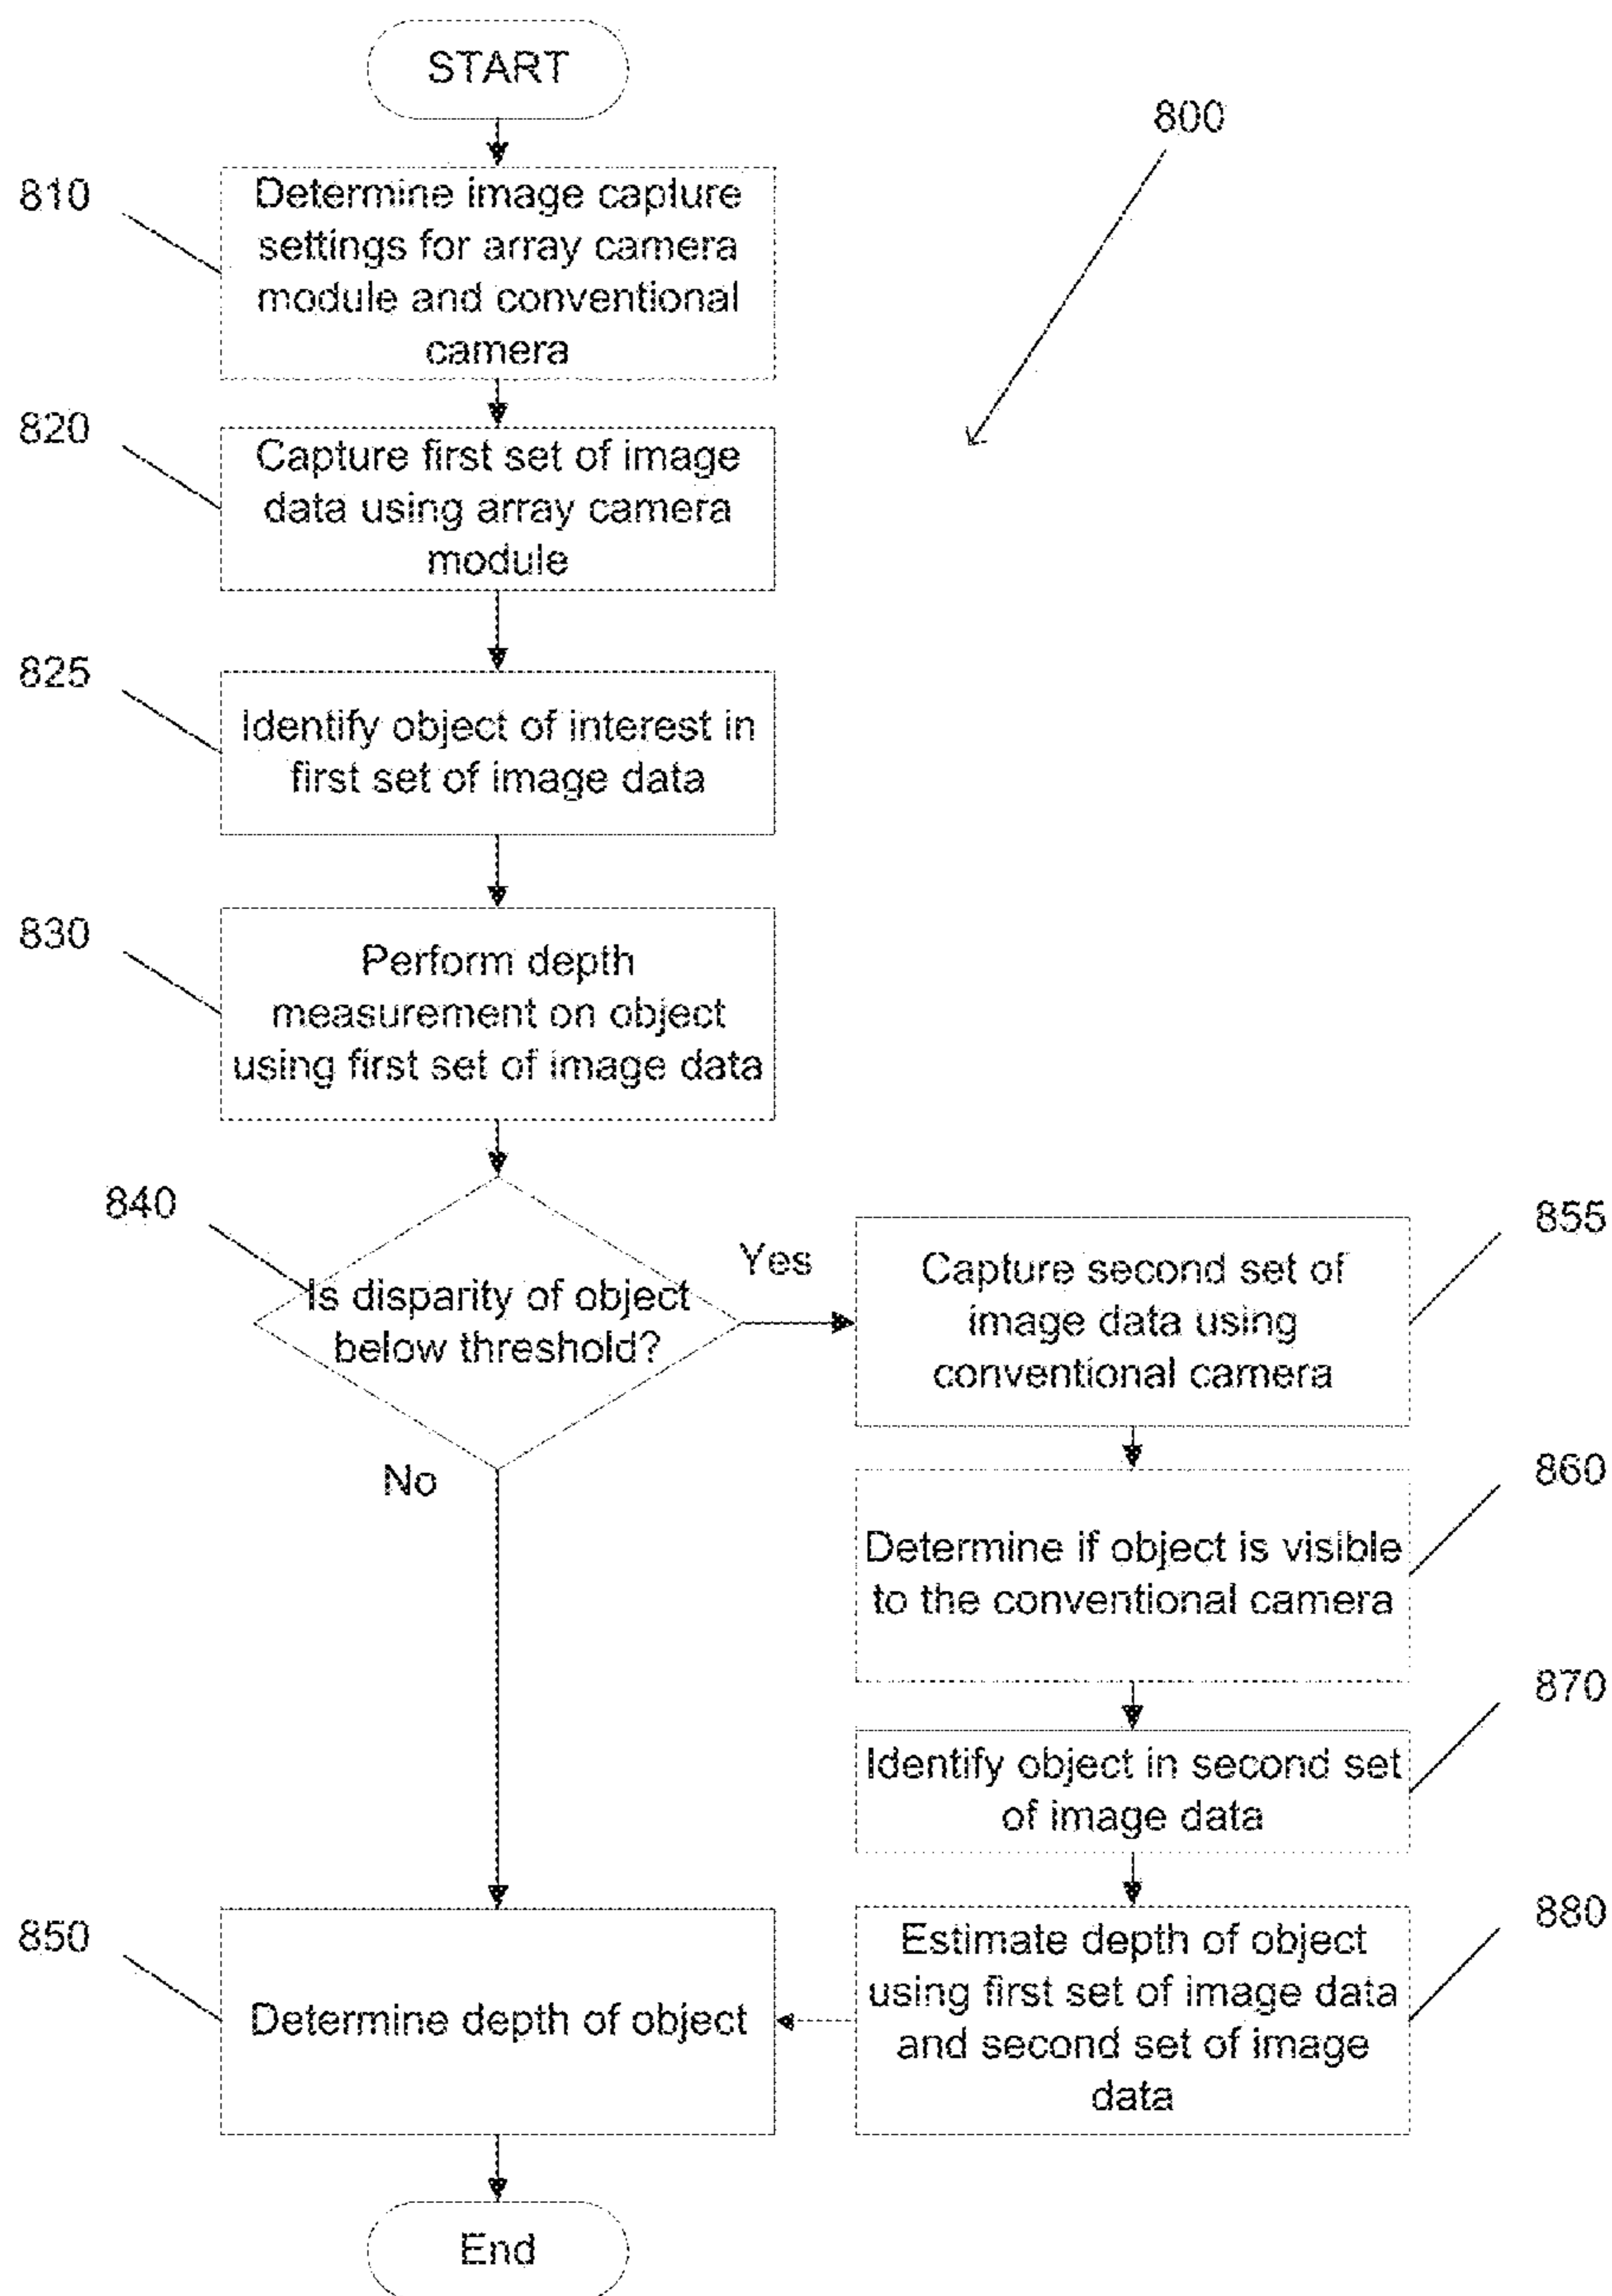 START
800
810
Determine image capture
settings for array camera
module and conventional
camera
820
Capture first set of image
data using array camera
module
825
Identify object of interest in
first set of image data
830
Perform depth
measurement on object
using first set of image data
840
Is disparity of object
below threshold?
Yes
No
855
Capture second set of
image data using
conventional camera
860
Determine if object is visible
to the conventional camera
870
Identify object in second set
of image data
880
Estimate depth of object
using first set of image data
and second set of image
data
850
Determine depth of object
End